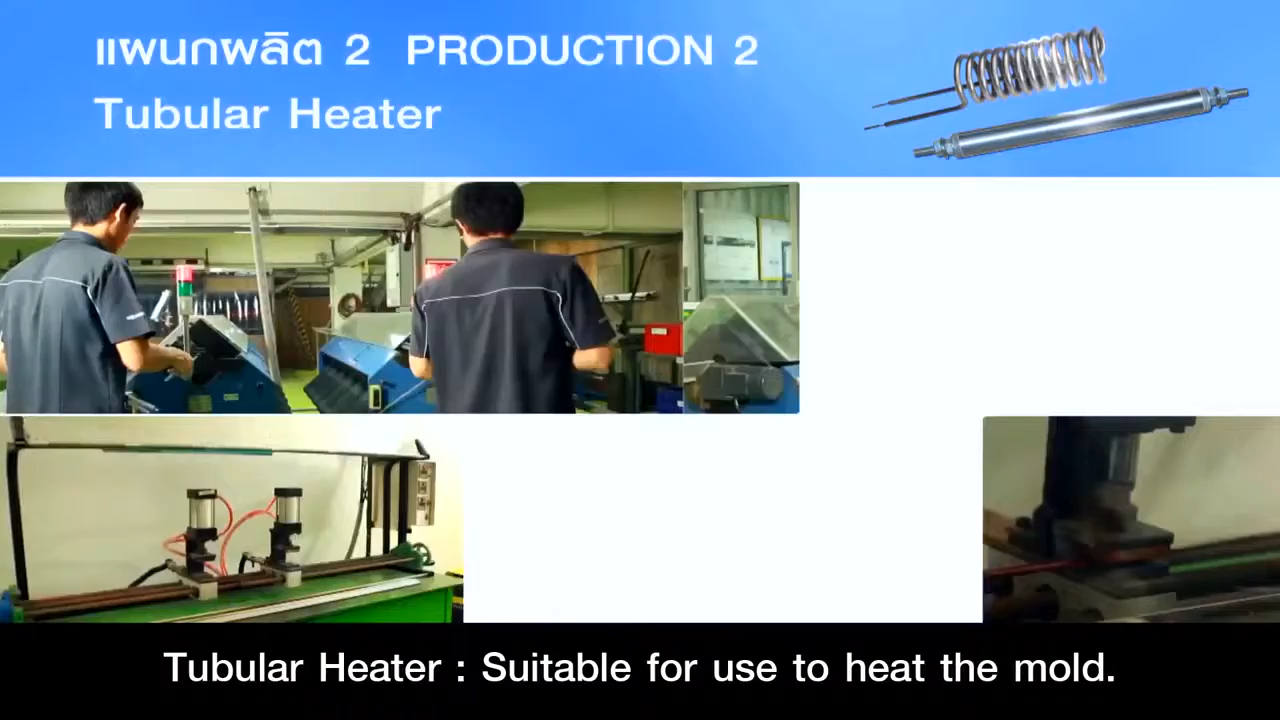 แผนกผลิต 2 PRODUCTION 2
Tubular Heater
Tubular Heater : Suitable for use to heat the mold.